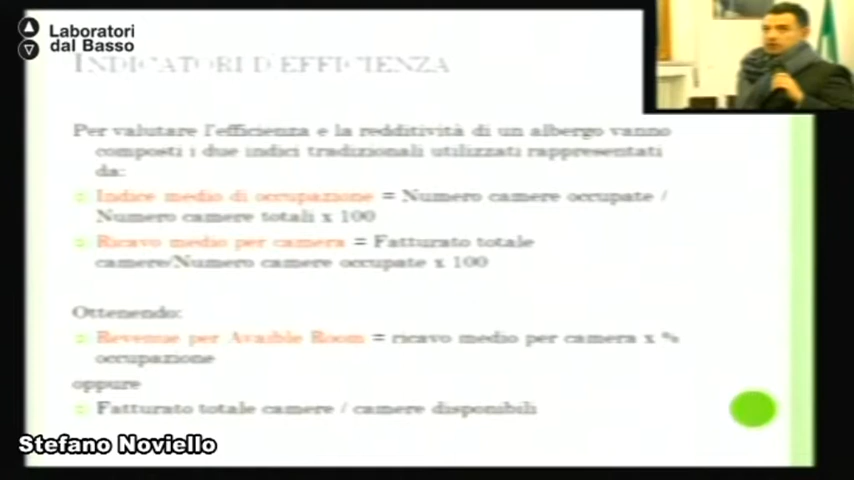 Laboratori
dal Basso
INDICATORI D'EFFICIENZA
Per valutare l'efficienza e la redditività di un albergo vanno
composti i due indici tradizionali utilizzati rappresentati
da:
Indice medio di occupazione = Numero camere occupate /
Numero camere totali x 100
Ricavo medio per camera = Fatturato totale
camere/Numero camere occupate x 100
Ottenendo:
Revenue per Avaible Room = ricavo medio per camera x %
occupazione
oppure
Fatturato totale camere / camere disponibili
Stefano Noviello